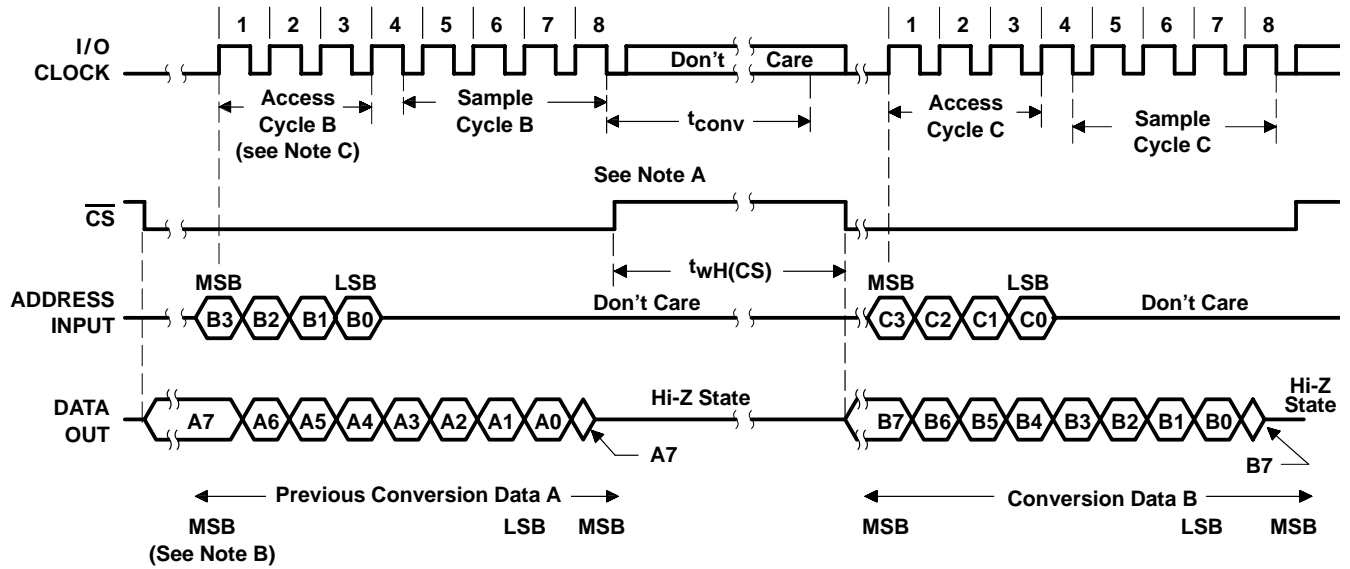 1 2 3 4 5 6 7 8 1 2 3 4 5 6 7 8
I/O
CLOCK
Don't Care
Access
Cycle B
(see Note C)
Sample
Cycle B
tconv
Access
Cycle C
Sample
Cycle C
See Note A
CS
twH(CS)
MSB LSB MSB LSB
ADDRESS
INPUT
B3 B2 B1 B0
Don't Care
C3 C2 C1 C0
Don't Care
DATA
OUT
A7 A6 A5 A4 A3 A2 A1 A0
Hi-Z State
B7 B6 B5 B4 B3 B2 B1 B0
Hi-Z
State
A7
B7
Previous Conversion Data A
Conversion Data B
MSB LSB MSB MSB LSB MSB
(See Note B)